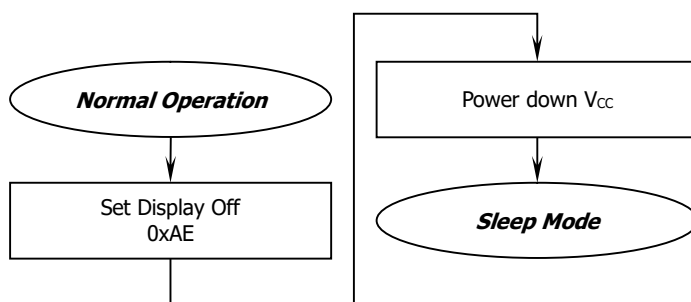 Normal Operation
Set Display Off
0xAE
Power down VCC
Sleep Mode